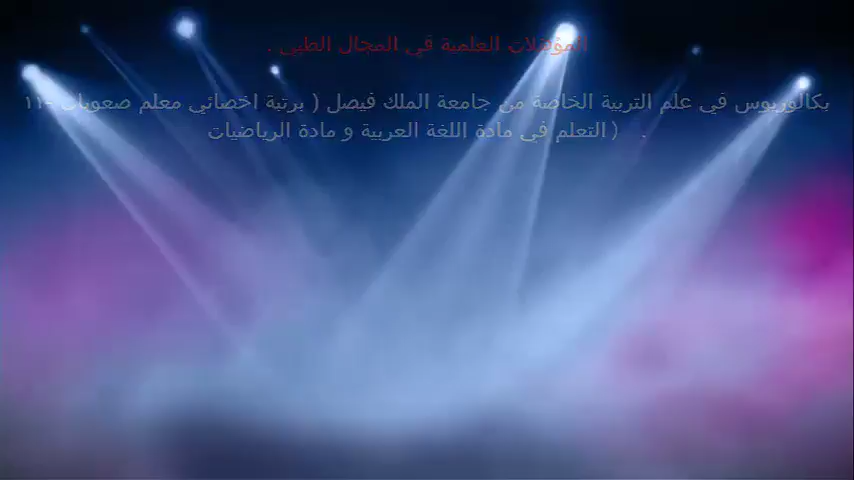 المؤهلات العلمية في المجال الطبي .
١١- بكالوريوس في علم التربية الخاصة من جامعة الملك فيصل ( برتبة اخصائي معلم صعوبات
التعلم في مادة اللغة العربية و مادة الرياضيات ) .